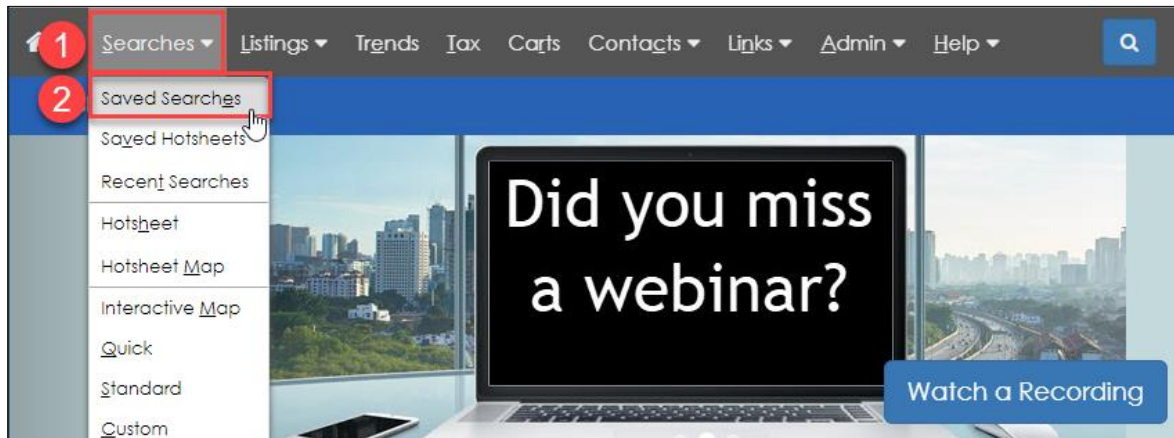 1 Searches Listings Trends Tax Carts Contacts Links Admin Help
2 Saved Searches
Saved Hotsheets
Recent Searches
Hotsheet
Hotsheet Map
Interactive Map
Quick
Standard
Custom
Did you miss
a webinar?
Watch a Recording